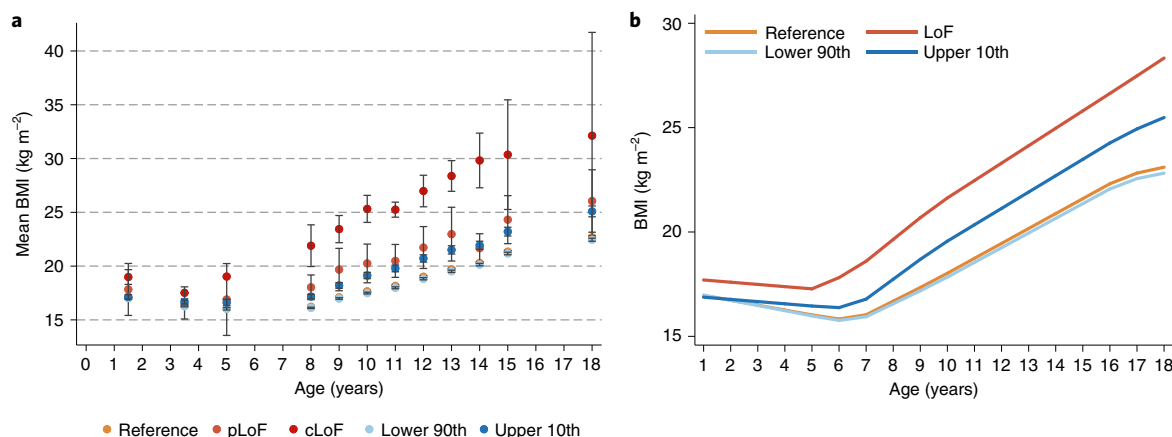 a
Mean BMI (kg m⁻²)
40
35
30
25
20
15
0 1 2 3 4 5 6 7 8 9 10 11 12 13 14 15 16 17 18
Age (years)
Reference pLoF cLoF Lower 90th Upper 10th
b
BMI (kg m⁻²)
30
25
20
15
Reference LoF
Lower 90th Upper 10th
1 2 3 4 5 6 7 8 9 10 11 12 13 14 15 16 17 18
Age (years)